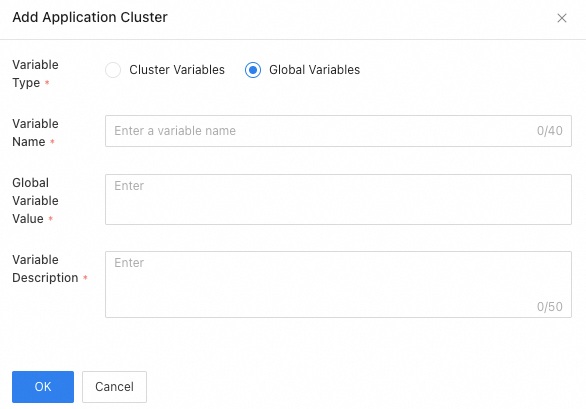 Add Application Cluster
Variable
Type *
Cluster Variables
Global Variables
Variable
Name *
Enter a variable name
0/40
Global
Variable
Value *
Enter
Variable
Description *
Enter
0/50
OK
Cancel